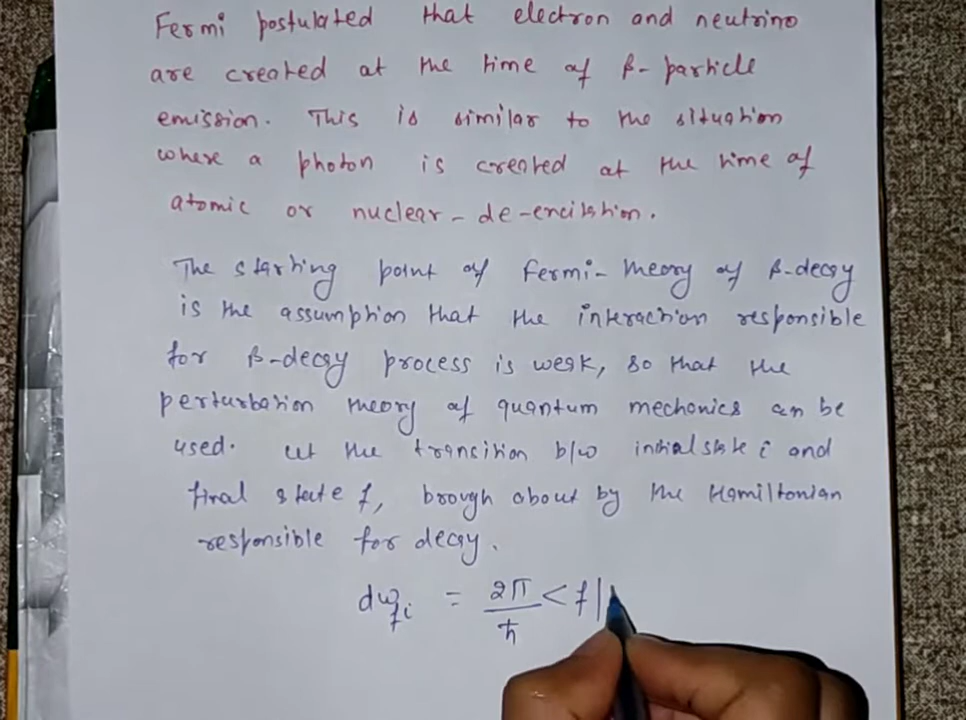 Fermi postulated that electron and neutrino
are created at the time of β- particle
emission. This is similar to the situation
where a photon is created at the time of
atomic or nuclear - de-excitation.
The starting point of Fermi- theory of β-decay
is the assumption that the interaction responsible
for β-decay process is weak, so that the
perturbation theory of quantum mechanics can be
used. Let the transition b/w initial state i and
final state f, brough about by the Hamiltonian
responsible for decay.
dω_fi = 2π/ħ <f|